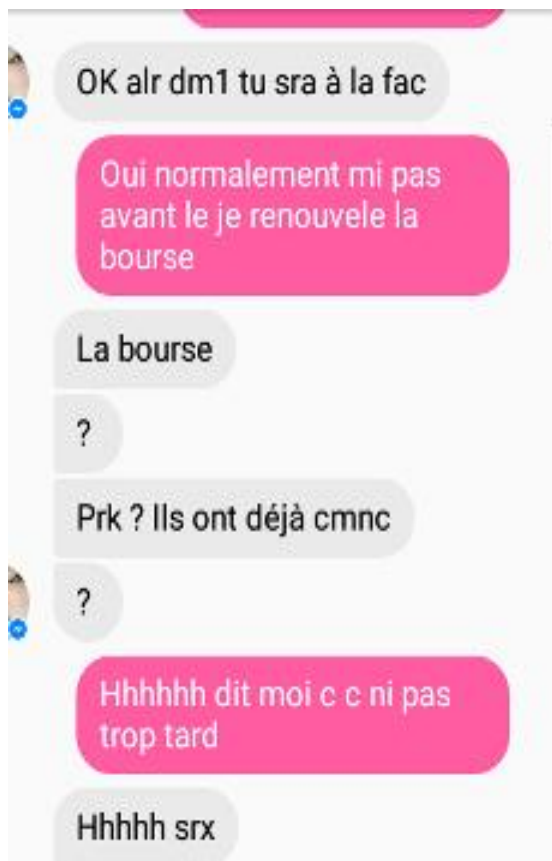 OK alr dm1 tu sra à la fac
Oui normalement mi pas
avant le je renouvele la
bourse
La bourse
?
Prk ? Ils ont déjà cmnc
?
Hhhhhh dit moi c c ni pas
trop tard
Hhhhh srx